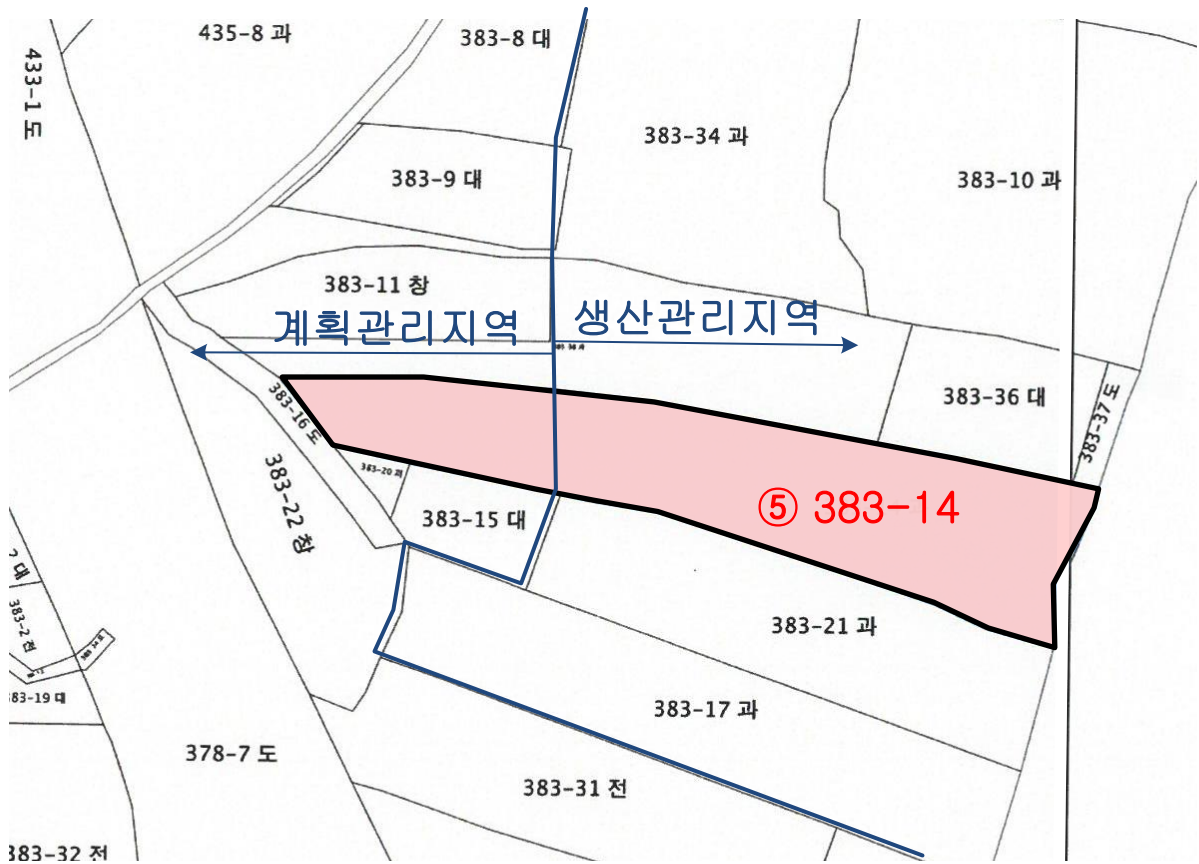 435-8 과
383-8 대
433-1 도
383-34 과
383-9 대
383-10 과
383-11 창
계획관리지역
생산관리지역
383-36 대
383-37 도
383-16 도
383-20 과
383-22 창
⑤ 383-14
383-15 대
383-2 전
383-21 과
383-19 대
383-17 과
378-7 도
383-31 전
383-32 전